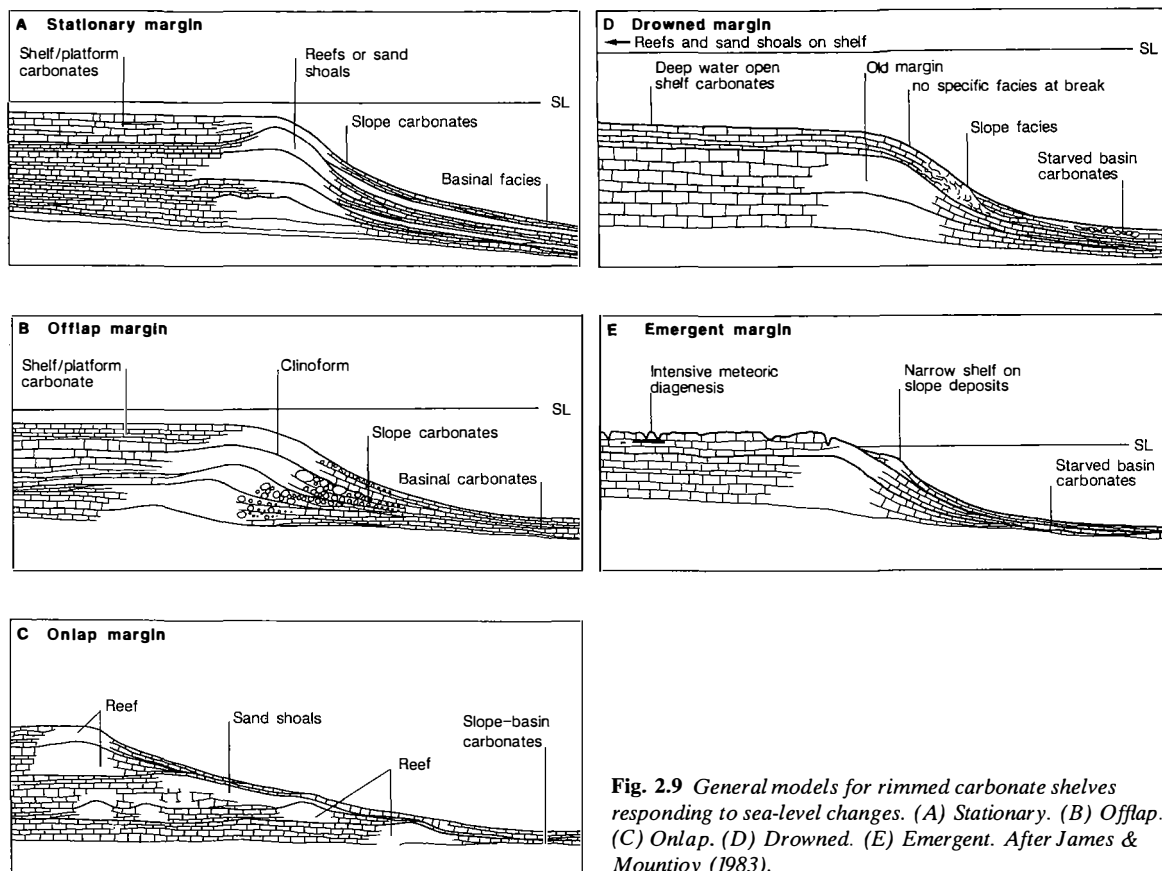 A Stationary margin
Shelf/platform
carbonates
Reefs or sand
shoals
SL
Slope carbonates
Basinal facies
B Offlap margin
Shelf/platform
carbonate
Clinoform
SL
Slope carbonates
Basinal carbonates
C Onlap margin
Reef
Sand shoals
Slope-basin
carbonates
Reef
D Drowned margin
← Reefs and sand shoals on shelf
SL
Deep water open
shelf carbonates
Old margin
no specific facies at break
Slope facies
Starved basin
carbonates
E Emergent margin
Intensive meteoric
diagenesis
Narrow shelf on
slope deposits
SL
Starved basin
carbonates
Fig. 2.9 General models for rimmed carbonate shelves
responding to sea-level changes. (A) Stationary. (B) Offlap.
(C) Onlap. (D) Drowned. (E) Emergent. After James &
Mountjoy (1983).